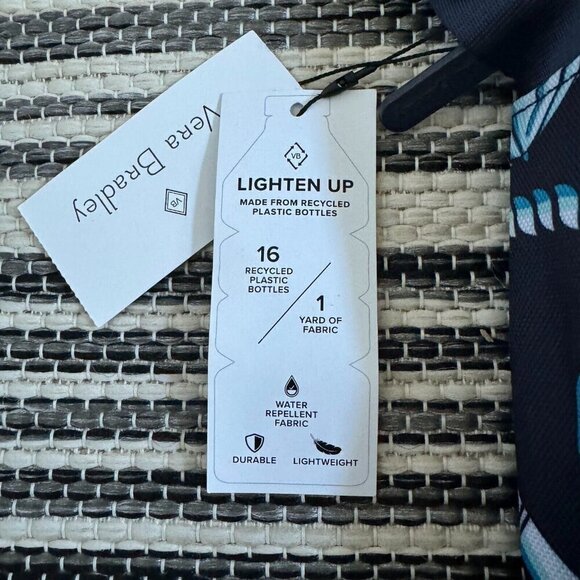 Vera Bradley
VB
VB
LIGHTEN UP
MADE FROM RECYCLED
PLASTIC BOTTLES
16
RECYCLED
PLASTIC
BOTTLES
1
YARD OF
FABRIC
WATER
REPELLENT
FABRIC
DURABLE
LIGHTWEIGHT